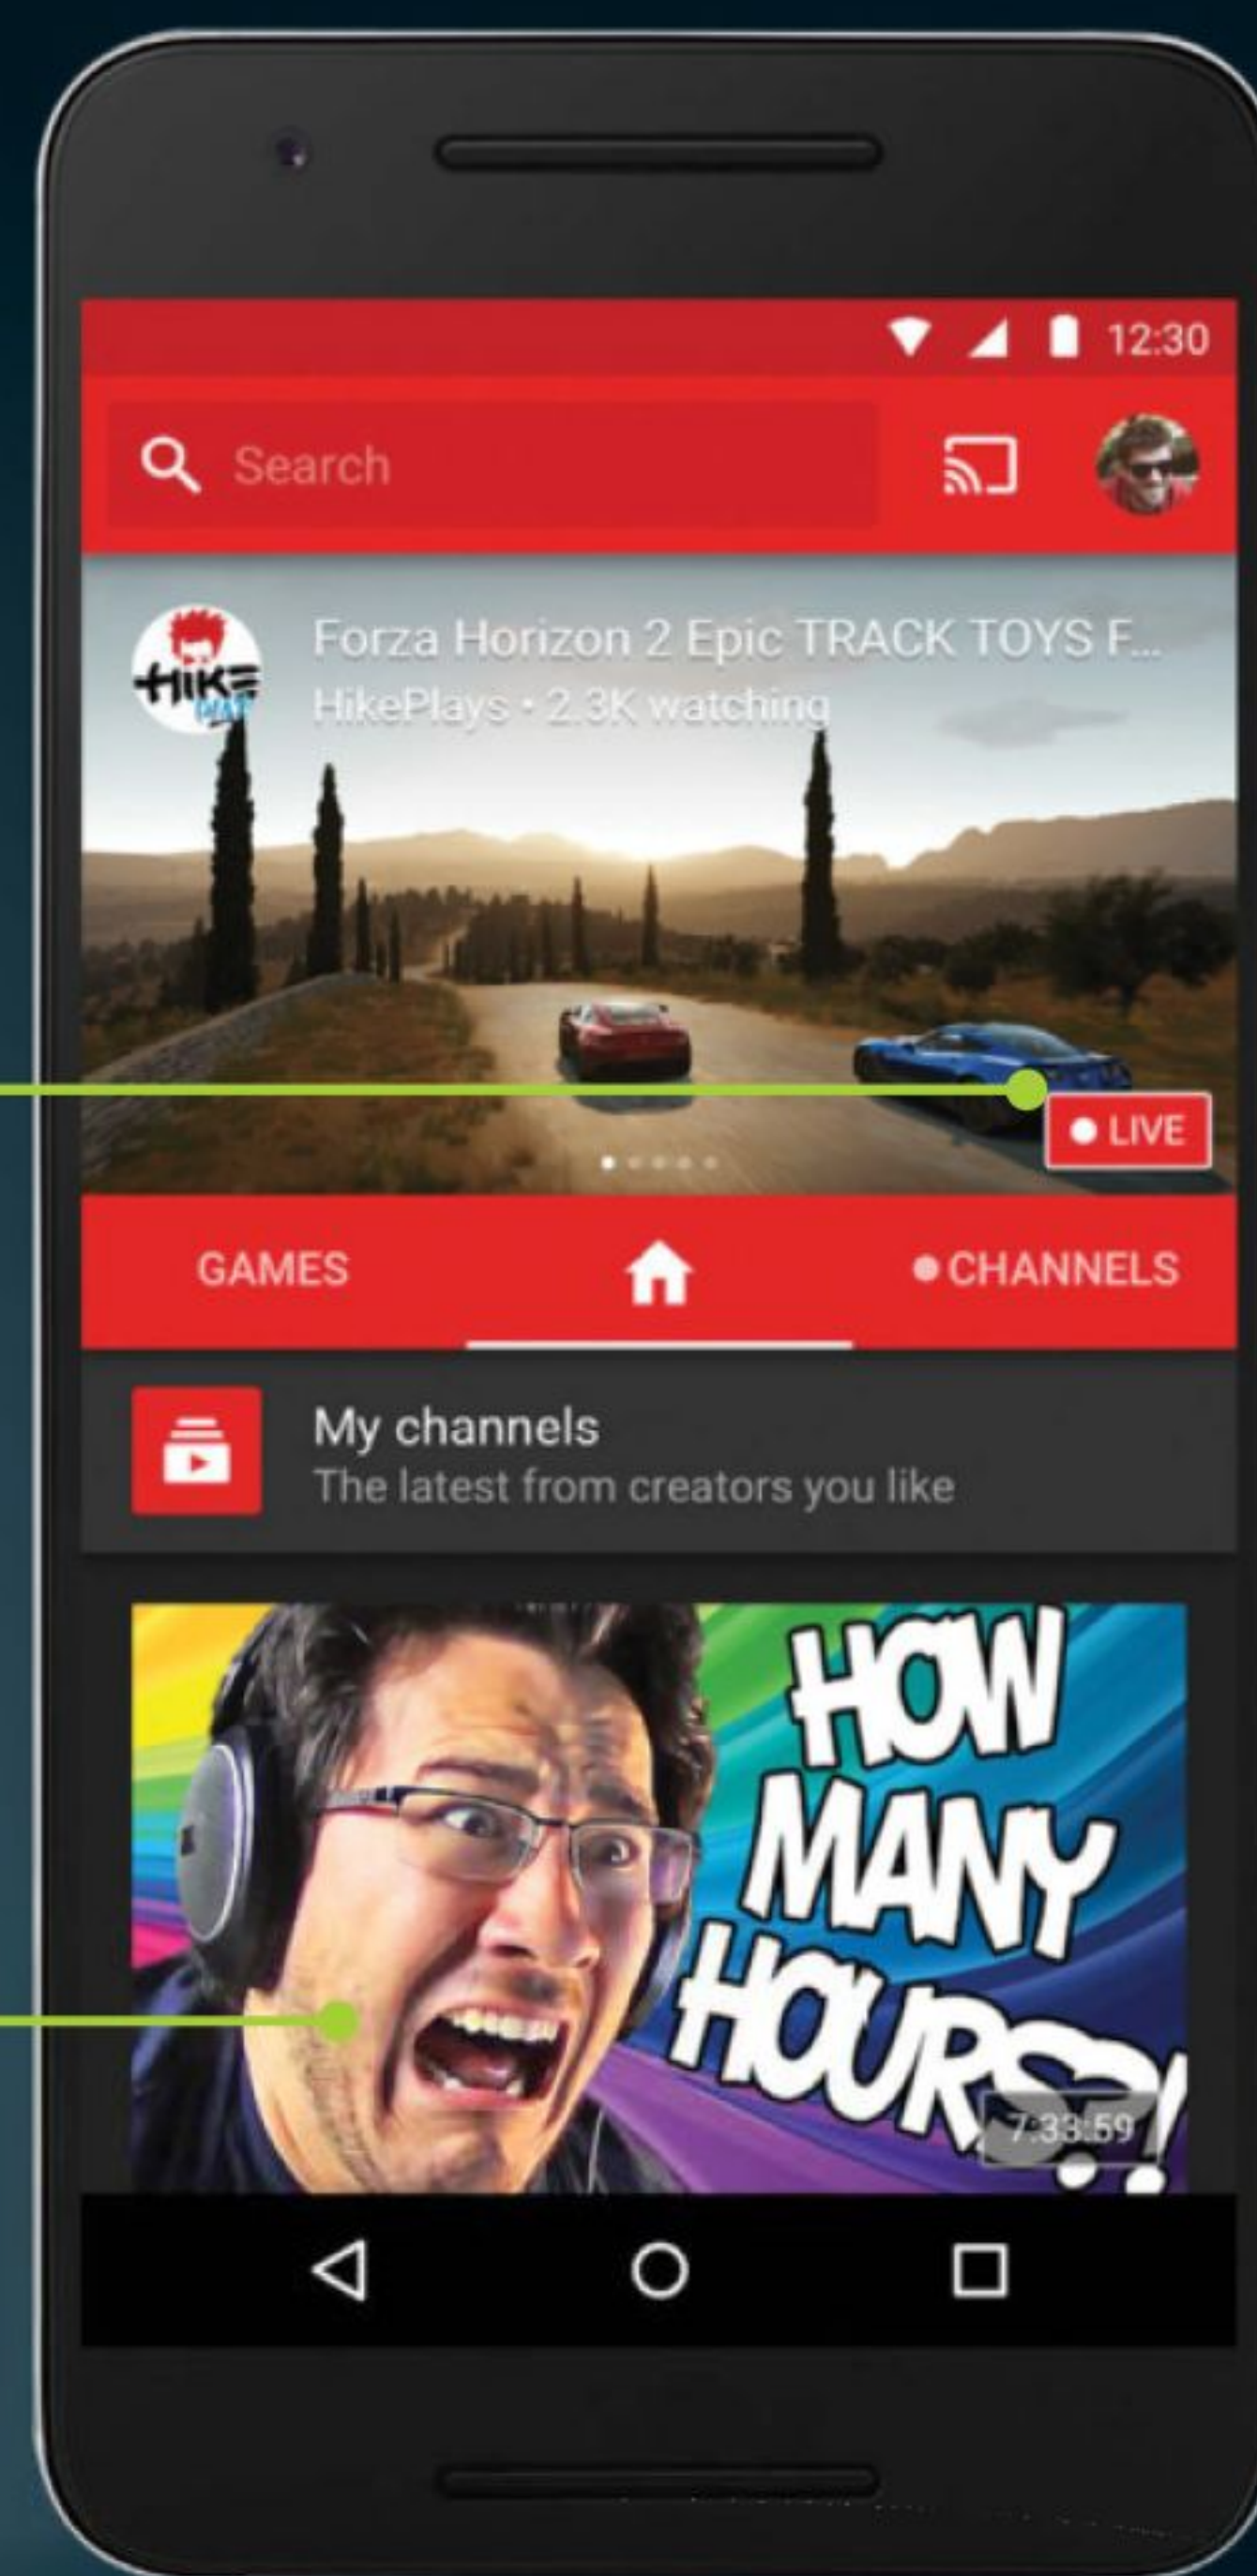 12:30
Search
HIKE
Forza Horizon 2 Epic TRACK TOYS F...
HikePlays • 2.3K watching
LIVE
GAMES
CHANNELS
My channels
The latest from creators you like
HOW
MANY
HOURS?!
7:33:59